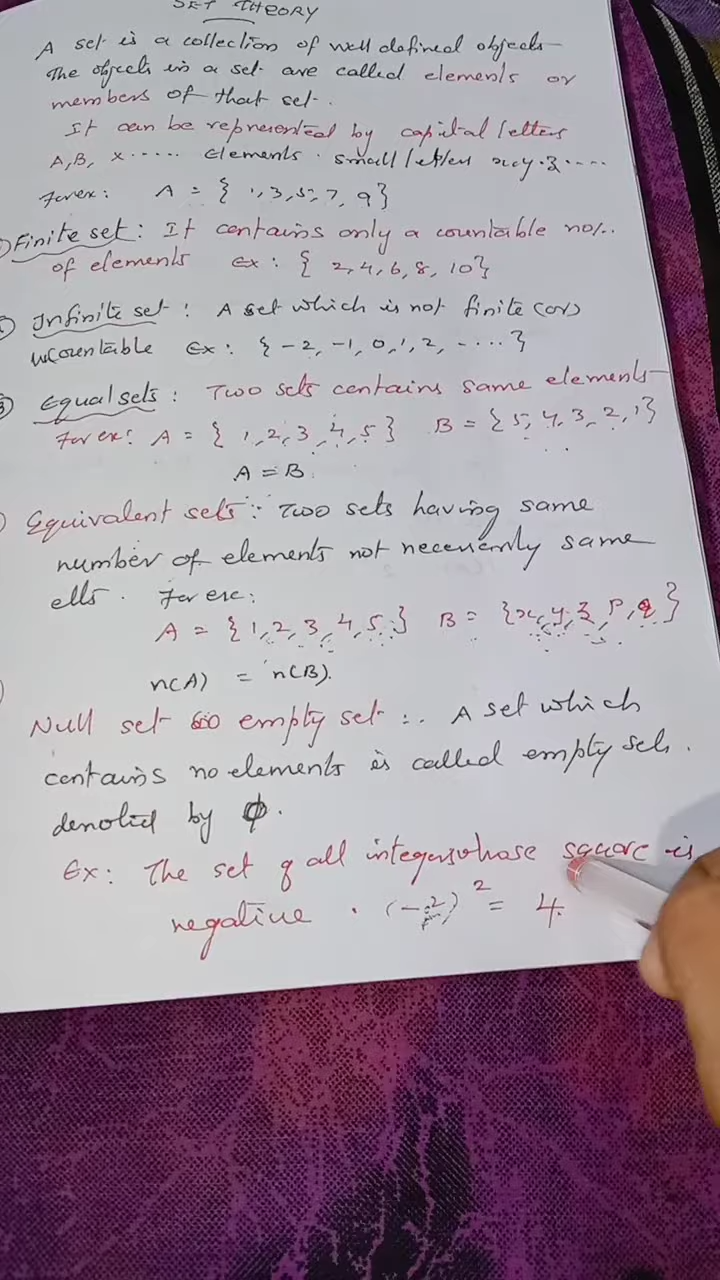 SET THEORY
A set is a collection of well defined objects
The objects in a set are called elements or
members of that set.
It can be represented by capital letters
A, B, X ..... elements. small letters x, y, z ....
For ex: A = { 1, 3, 5, 7, 9 }
Finite set: It contains only a countable no/..
of elements Ex: { 2, 4, 6, 8, 10 }
Infinite set: A set which is not finite (or)
uncountable Ex: { -2, -1, 0, 1, 2, ..... }
③ Equal sets: Two sets contains same elements
For ex: A = { 1, 2, 3, 4, 5 } B = { 5, 4, 3, 2, 1 }
A = B.
Equivalent sets: Two sets having same
number of elements not necessarily same
ells. For ex:
A = { 1, 2, 3, 4, 5 } B = { x, y, z, p, q }
n(A) = n(B).
Null set empty set :. A set which
contains no elements is called empty set.
denoted by φ.
Ex: The set of all integers whose square is
negative. (-2)² = 4.